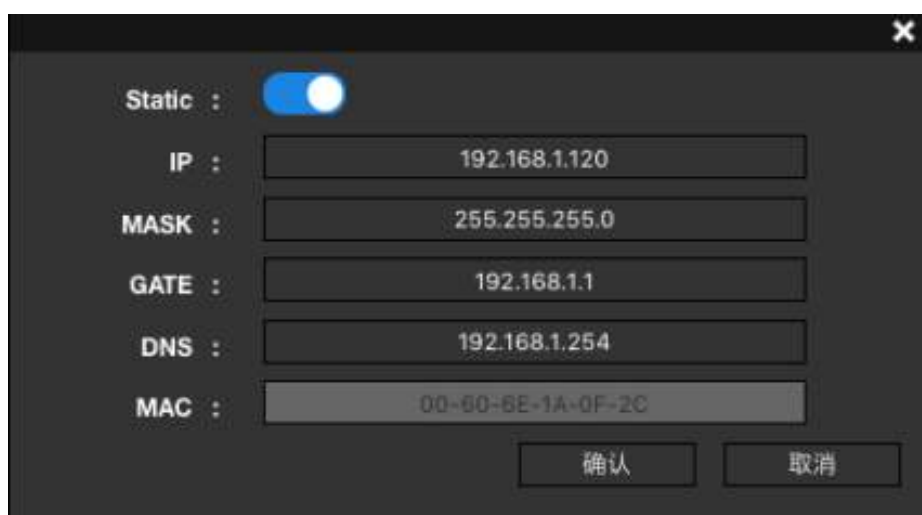 Static :
IP : 192.168.1.120
MASK : 255.255.255.0
GATE : 192.168.1.1
DNS : 192.168.1.254
MAC : 00-60-6E-1A-0F-2C
确认 取消